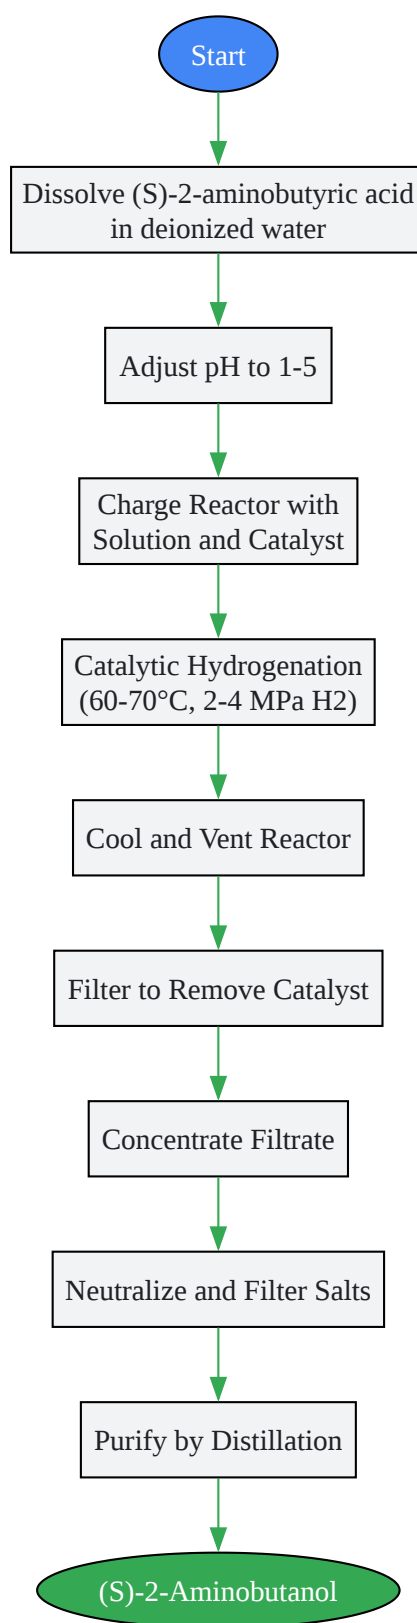 Start
Dissolve (S)-2-aminobutyric acid
in deionized water
Adjust pH to 1-5
Charge Reactor with
Solution and Catalyst
Catalytic Hydrogenation
(60-70°C, 2-4 MPa H2)
Cool and Vent Reactor
Filter to Remove Catalyst
Concentrate Filtrate
Neutralize and Filter Salts
Purify by Distillation
(S)-2-Aminobutanol